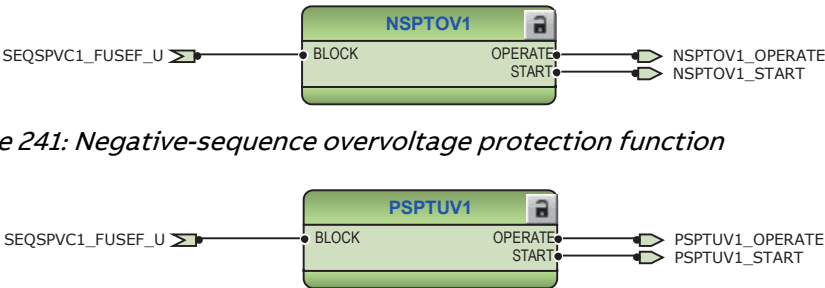 NSPTOV1
SEQSPVC1_FUSEF_U BLOCK OPERATE NSPTOV1_OPERATE
START NSPTOV1_START
241: Negative-sequence overvoltage protection function
PSPTUV1
SEQSPVC1_FUSEF_U BLOCK OPERATE PSPTUV1_OPERATE
START PSPTUV1_START